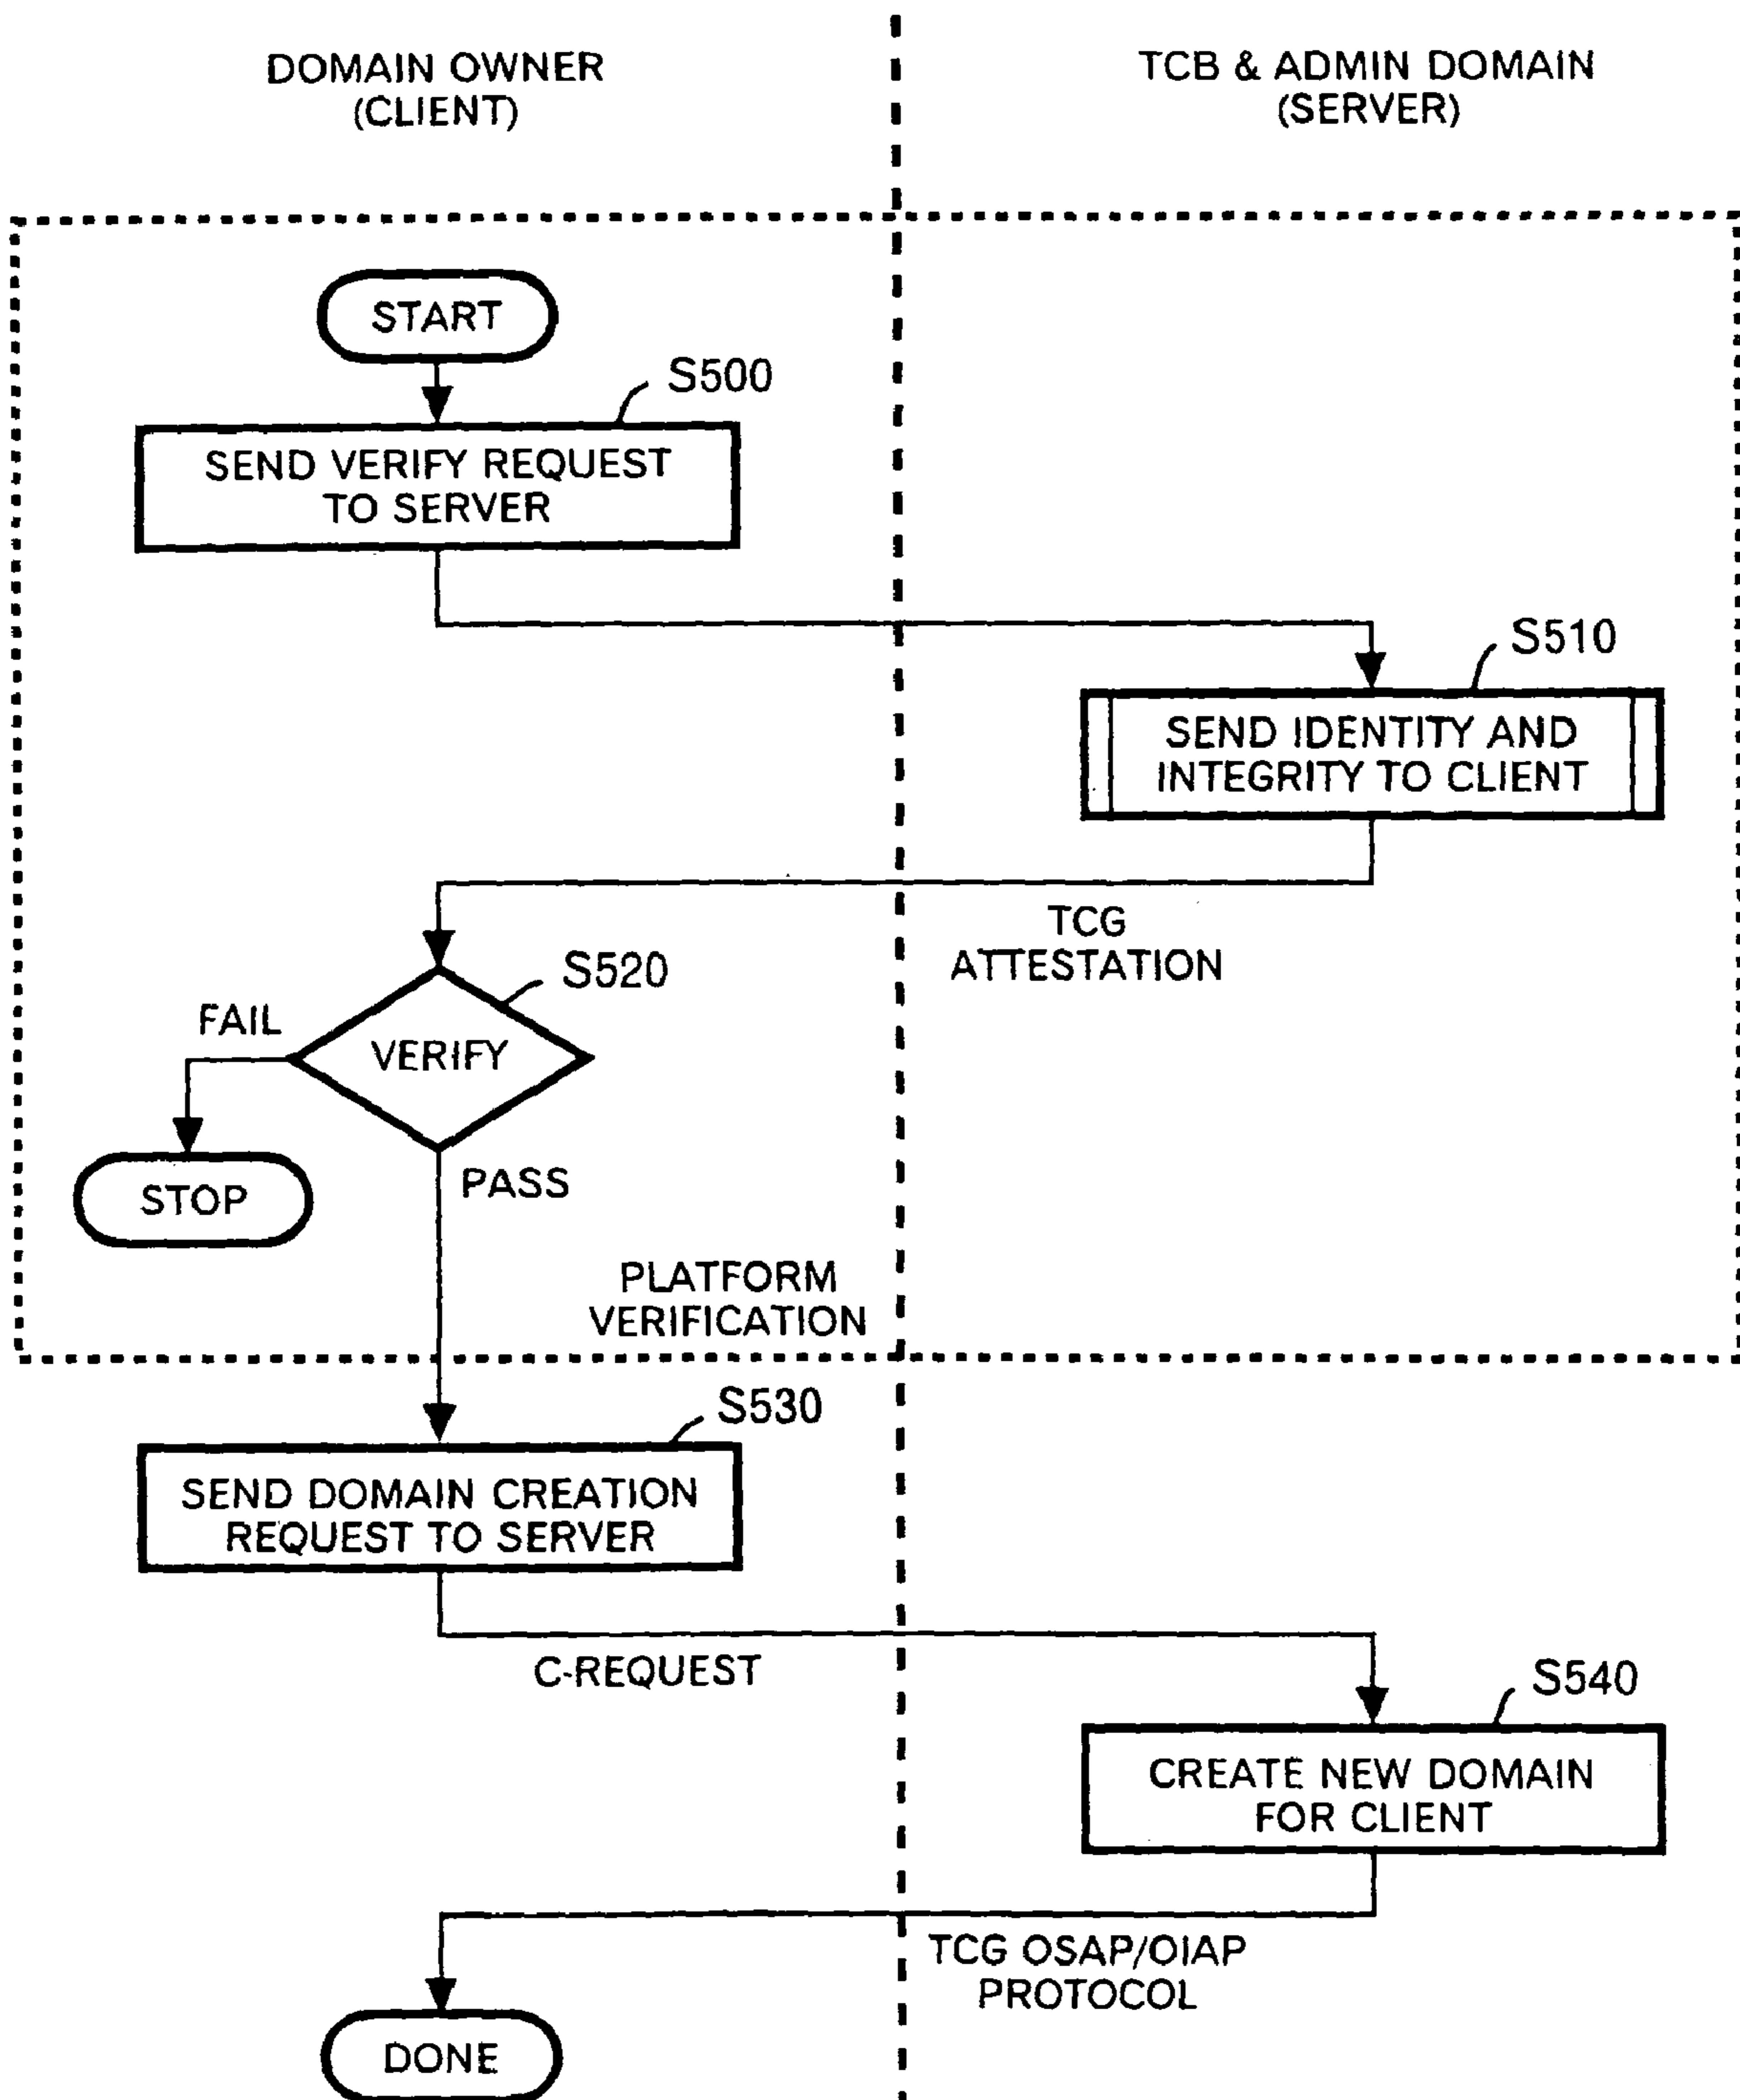 DOMAIN OWNER
(CLIENT)
TCB & ADMIN DOMAIN
(SERVER)
START
S500
SEND VERIFY REQUEST
TO SERVER
S510
SEND IDENTITY AND
INTEGRITY TO CLIENT
TCG
ATTESTATION
S520
FAIL
VERIFY
STOP
PASS
PLATFORM
VERIFICATION
S530
SEND DOMAIN CREATION
REQUEST TO SERVER
C-REQUEST
S540
CREATE NEW DOMAIN
FOR CLIENT
TCG OSAP/OIAP
PROTOCOL
DONE